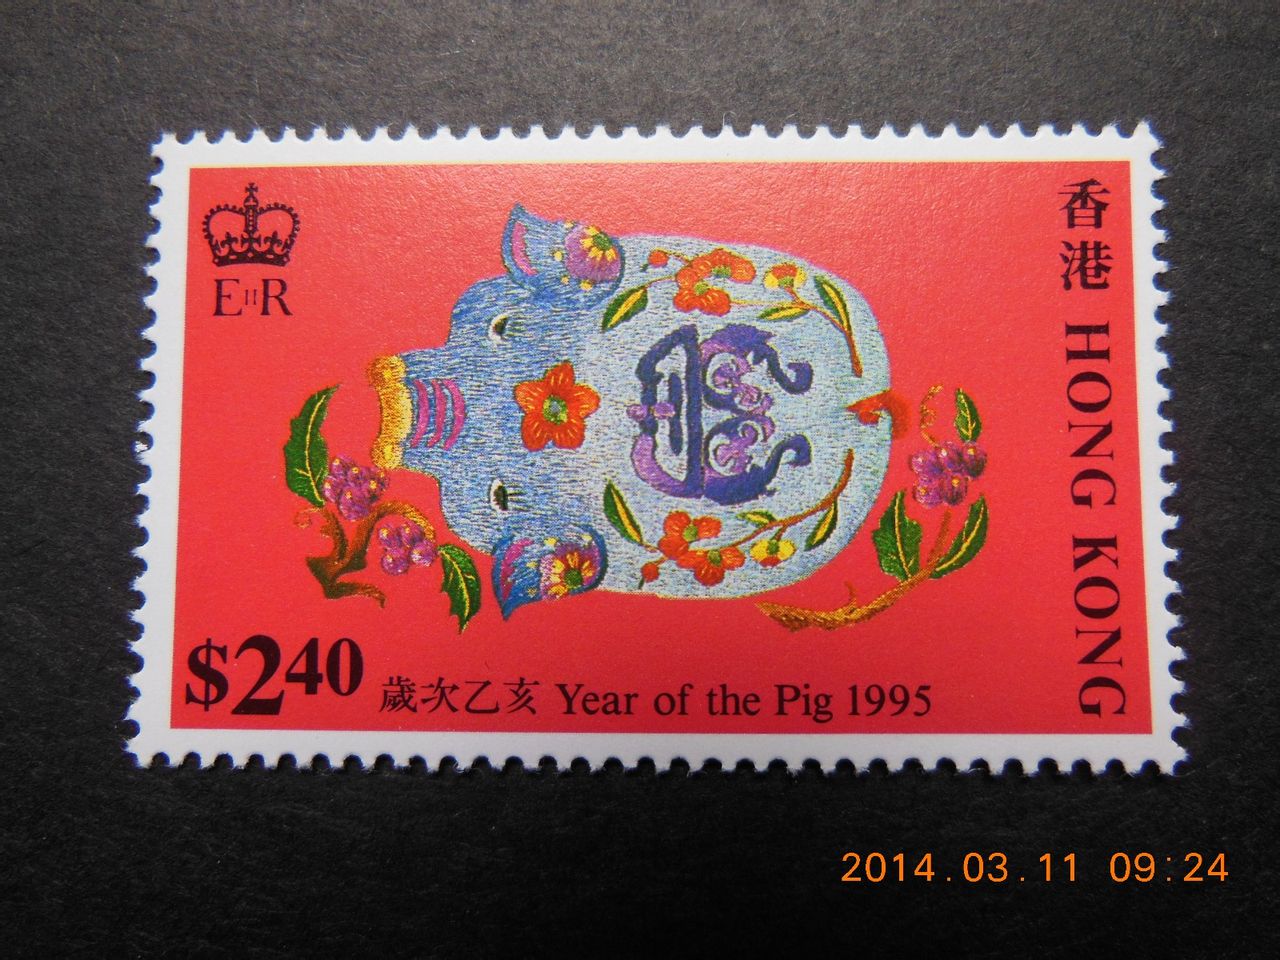 EIIR
香港 HONG KONG
$2.40
歲次乙亥 Year of the Pig 1995
2014.03.11 09:24